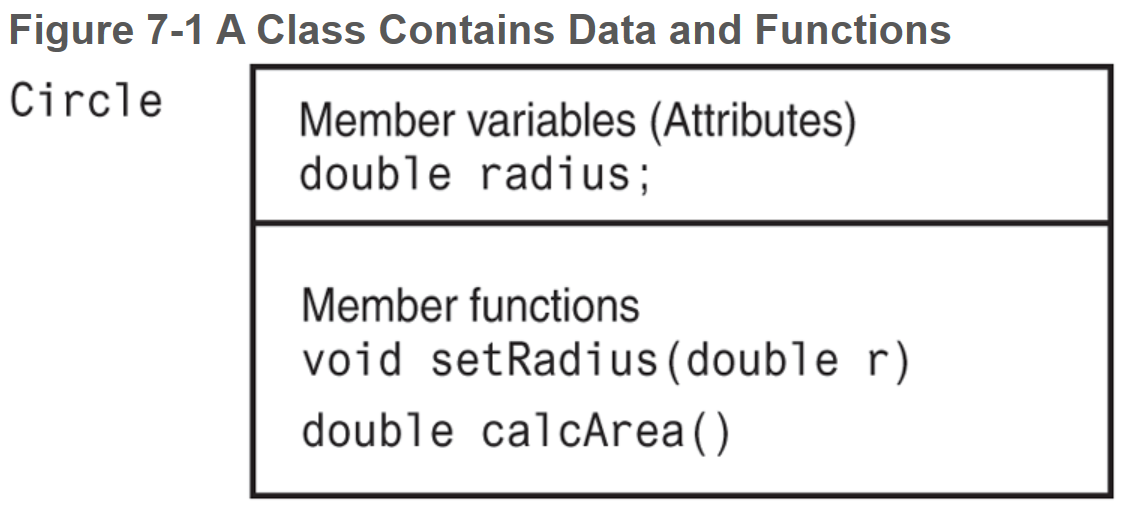 Figure 7-1 A Class Contains Data and Functions
Circle
Member variables (Attributes)
double radius;
Member functions
void setRadius(double r)
double calcArea()